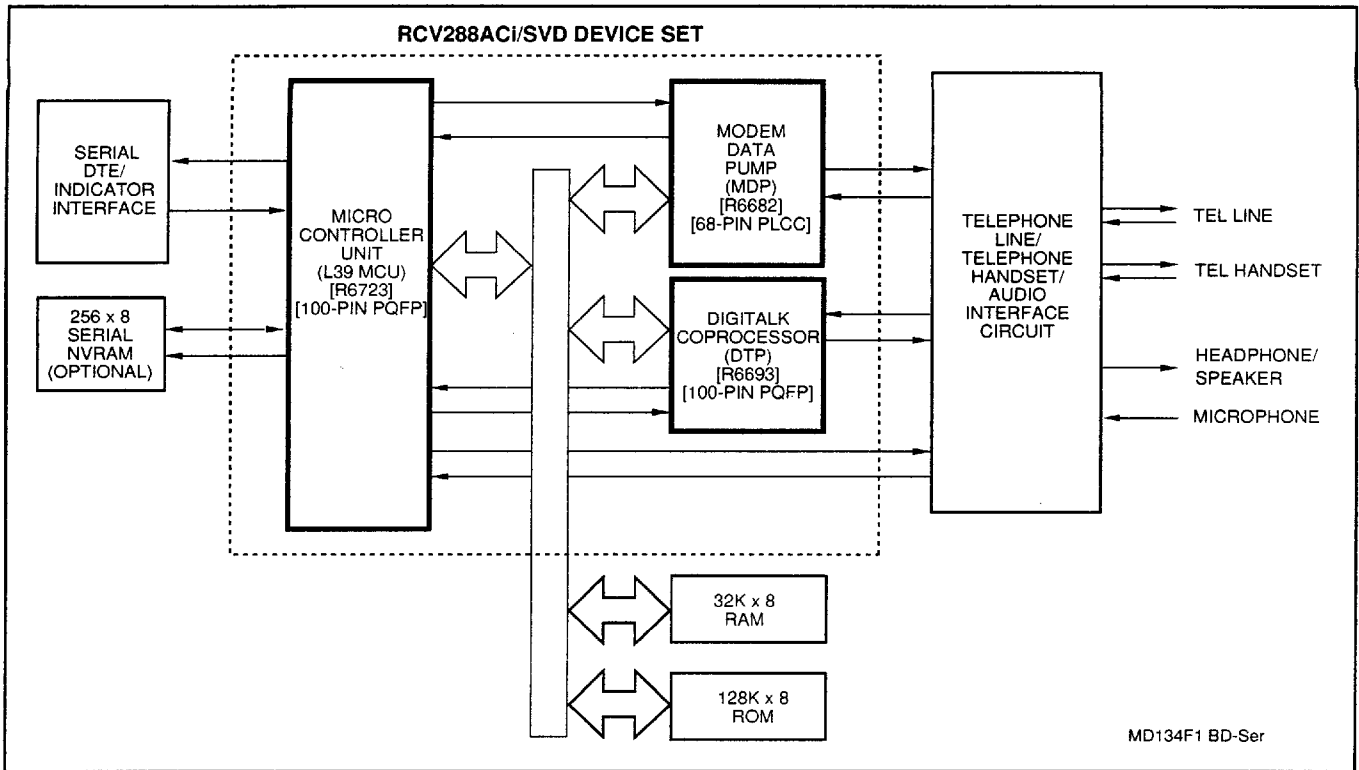 RCV288ACi/SVD DEVICE SET
SERIAL
DTE/
INDICATOR
INTERFACE
256 x 8
SERIAL
NVRAM
(OPTIONAL)
MICRO
CONTROLLER
UNIT
(L39 MCU)
[R6723]
[100-PIN PQFP]
MODEM
DATA
PUMP
(MDP)
[R6682]
[68-PIN PLCC]
DIGITALK
COPROCESSOR
(DTP)
[R6693]
[100-PIN PQFP]
TELEPHONE
LINE/
TELEPHONE
HANDSET/
AUDIO
INTERFACE
CIRCUIT
TEL LINE
TEL HANDSET
HEADPHONE/
SPEAKER
MICROPHONE
32K x 8
RAM
128K x 8
ROM
MD134F1 BD-Ser